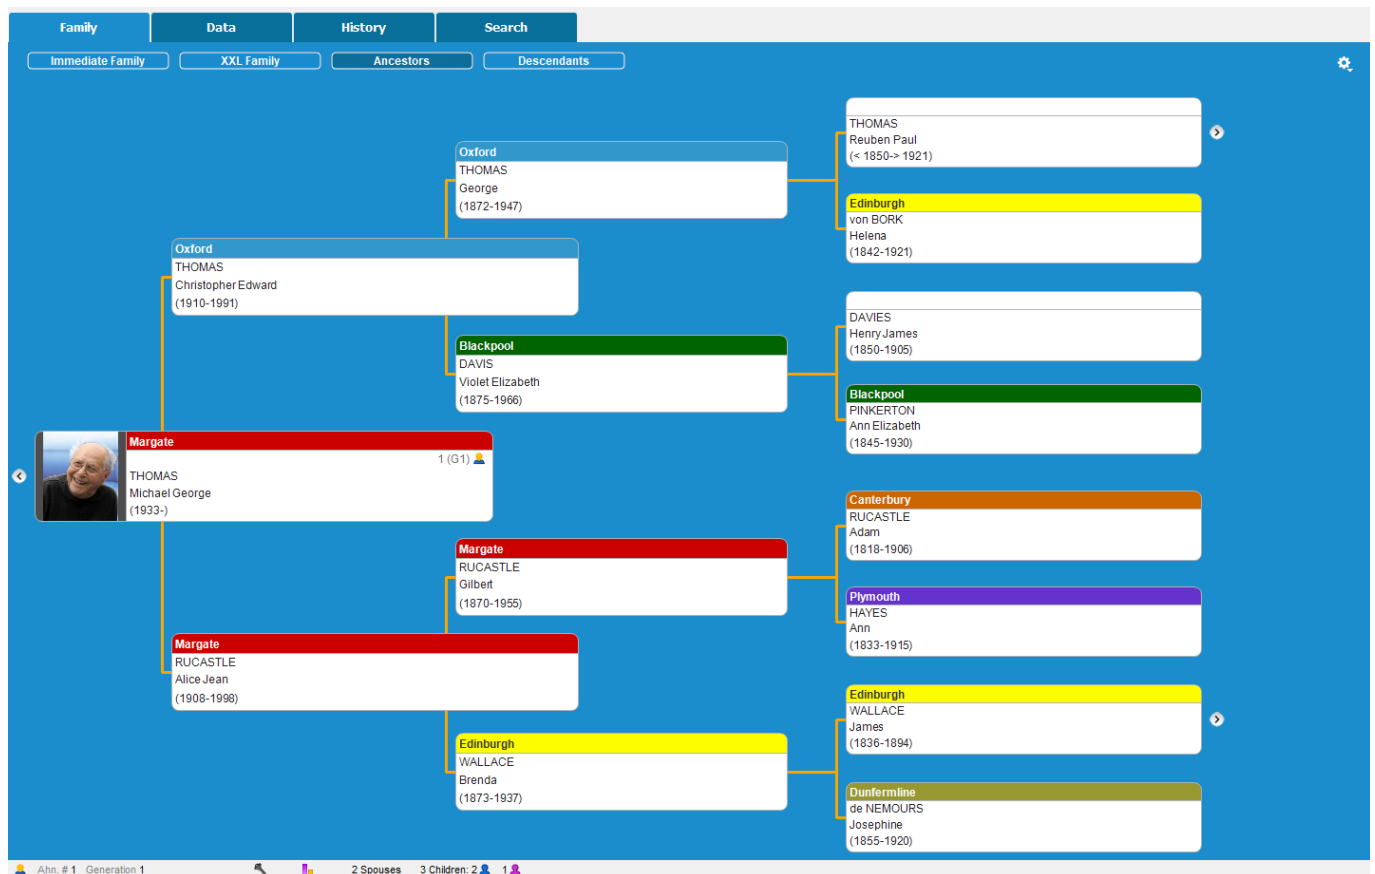 Family Data History Search
Immediate Family XXL Family Ancestors Descendants
THOMAS
Reuben Paul
(< 1850-> 1921)
Oxford
THOMAS
George
(1872-1947)
Edinburgh
von BORK
Helena
(1842-1921)
Oxford
THOMAS
Christopher Edward
(1910-1991)
DAVIES
Henry James
(1850-1905)
Blackpool
DAVIS
Violet Elizabeth
(1875-1966)
Blackpool
PINKERTON
Ann Elizabeth
(1845-1930)
Margate
1 (G1)
THOMAS
Michael George
(1933-)
Canterbury
RUCASTLE
Adam
(1818-1906)
Margate
RUCASTLE
Gilbert
(1870-1955)
Plymouth
HAYES
Ann
(1833-1915)
Margate
RUCASTLE
Alice Jean
(1908-1998)
Edinburgh
WALLACE
James
(1836-1894)
Edinburgh
WALLACE
Brenda
(1873-1937)
Dunfermline
de NEMOURS
Josephine
(1855-1920)
Ahn. # 1 Generation 1 2 Spouses 3 Children: 2 1